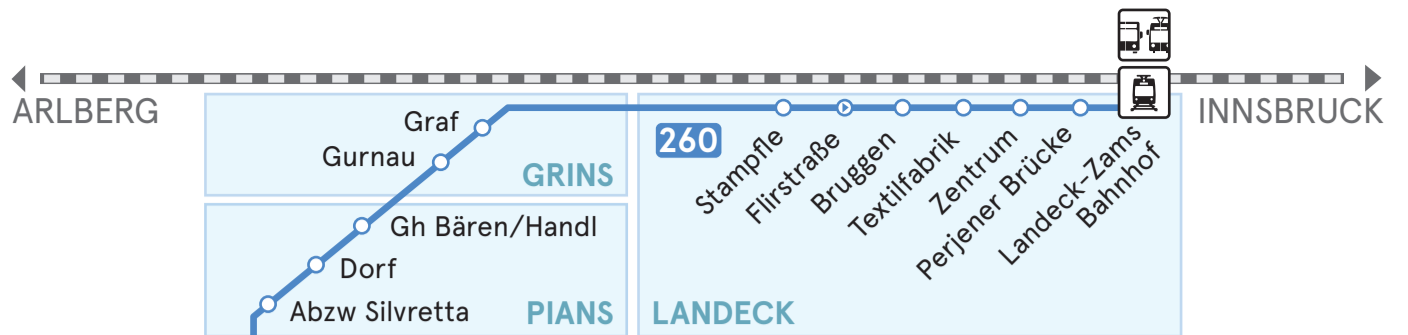 ARLBERG
INNSBRUCK
Graf
Gurnau
GRINS
260
Stampfle
Flirstraße
Bruggen
Textilfabrik
Zentrum
Perjener Brücke
Landeck-Zams
Bahnhof
Gh Bären/Handl
Dorf
Abzw Silvretta
PIANS
LANDECK